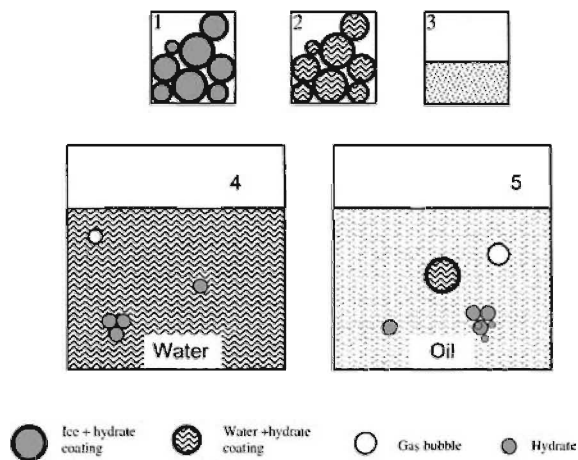 1
2
3
4
5
Water
Oil
Ice + hydrate
coating
Water +hydrate
coating
Gas bubble
Hydrate